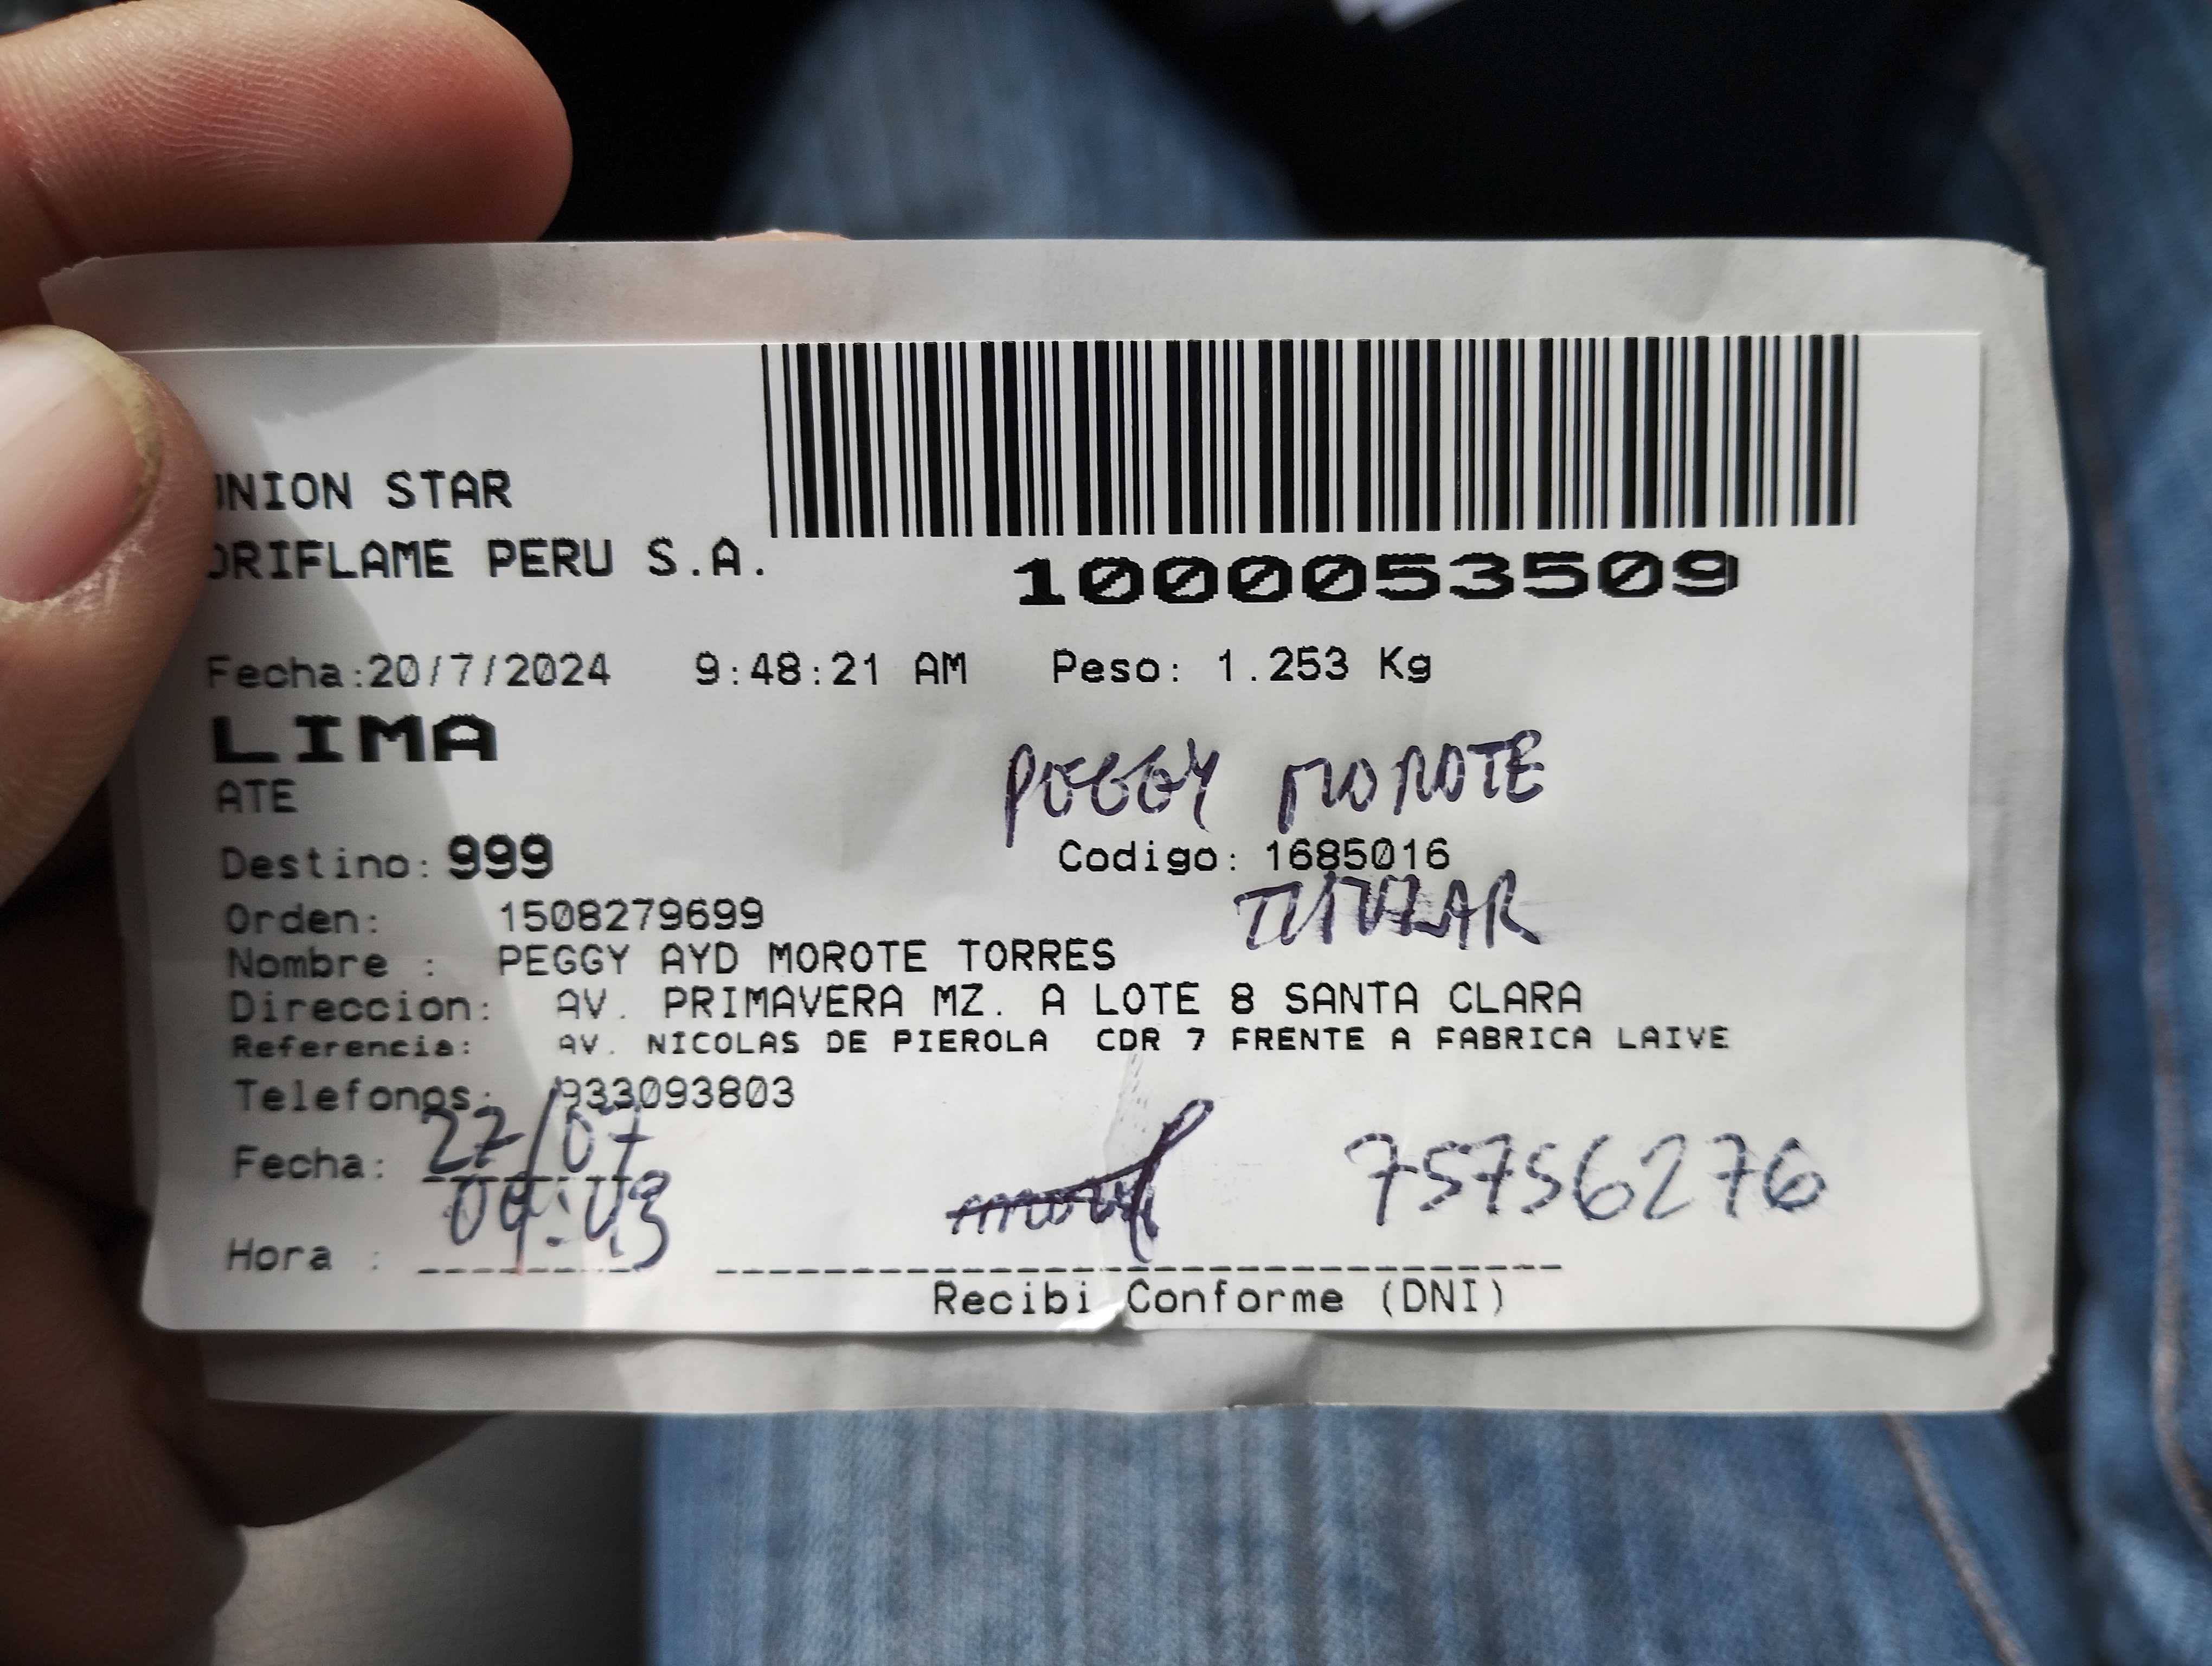 UNION STAR
ORIFLAME PERU S.A.
1000053509
Fecha:20/7/2024 9:48:21 AM Peso: 1.253 Kg
LIMA
PEGGY MOROTE
ATE
Destino: 999 Codigo: 1685016
TITULAR
Orden: 1508279699
Nombre : PEGGY AYD MOROTE TORRES
Direccion: AV. PRIMAVERA MZ. A LOTE 8 SANTA CLARA
Referencia: AV. NICOLAS DE PIEROLA CDR 7 FRENTE A FABRICA LAIVE
Telefonos: 933093803
Fecha: 22/07 75756276
Hora :
Recibi Conforme (DNI)